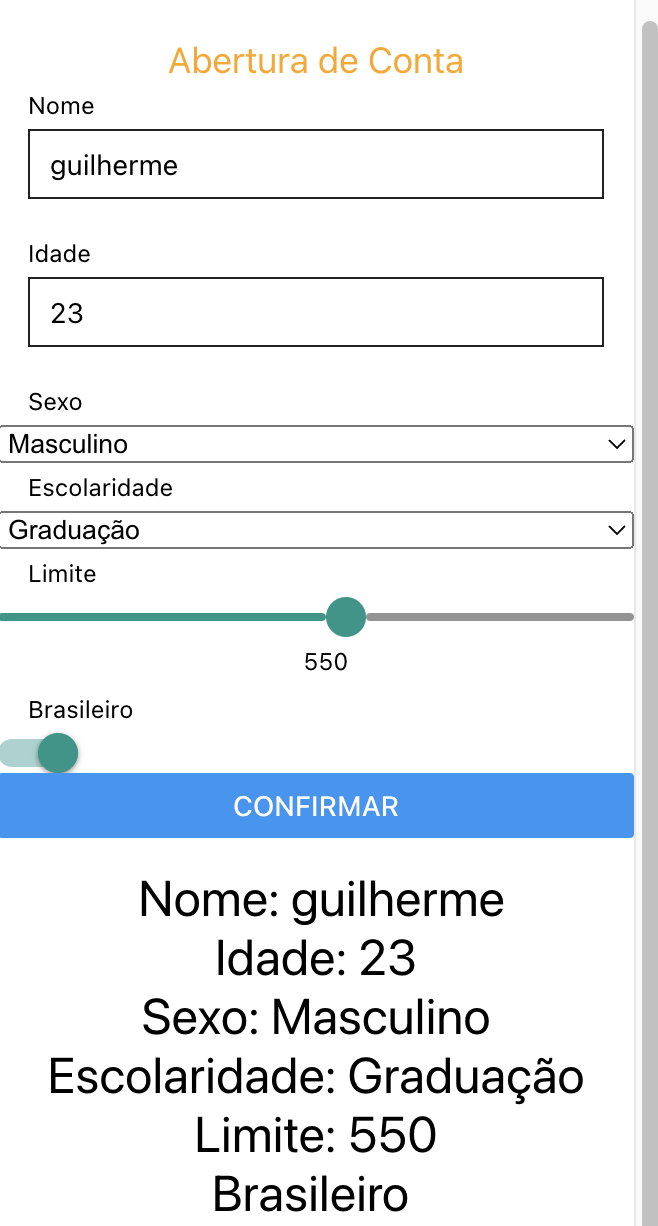 Abertura de Conta
Nome
guilherme
Idade
23
Sexo
Masculino
Escolaridade
Graduação
Limite
550
Brasileiro
CONFIRMAR
Nome: guilherme
Idade: 23
Sexo: Masculino
Escolaridade: Graduação
Limite: 550
Brasileiro